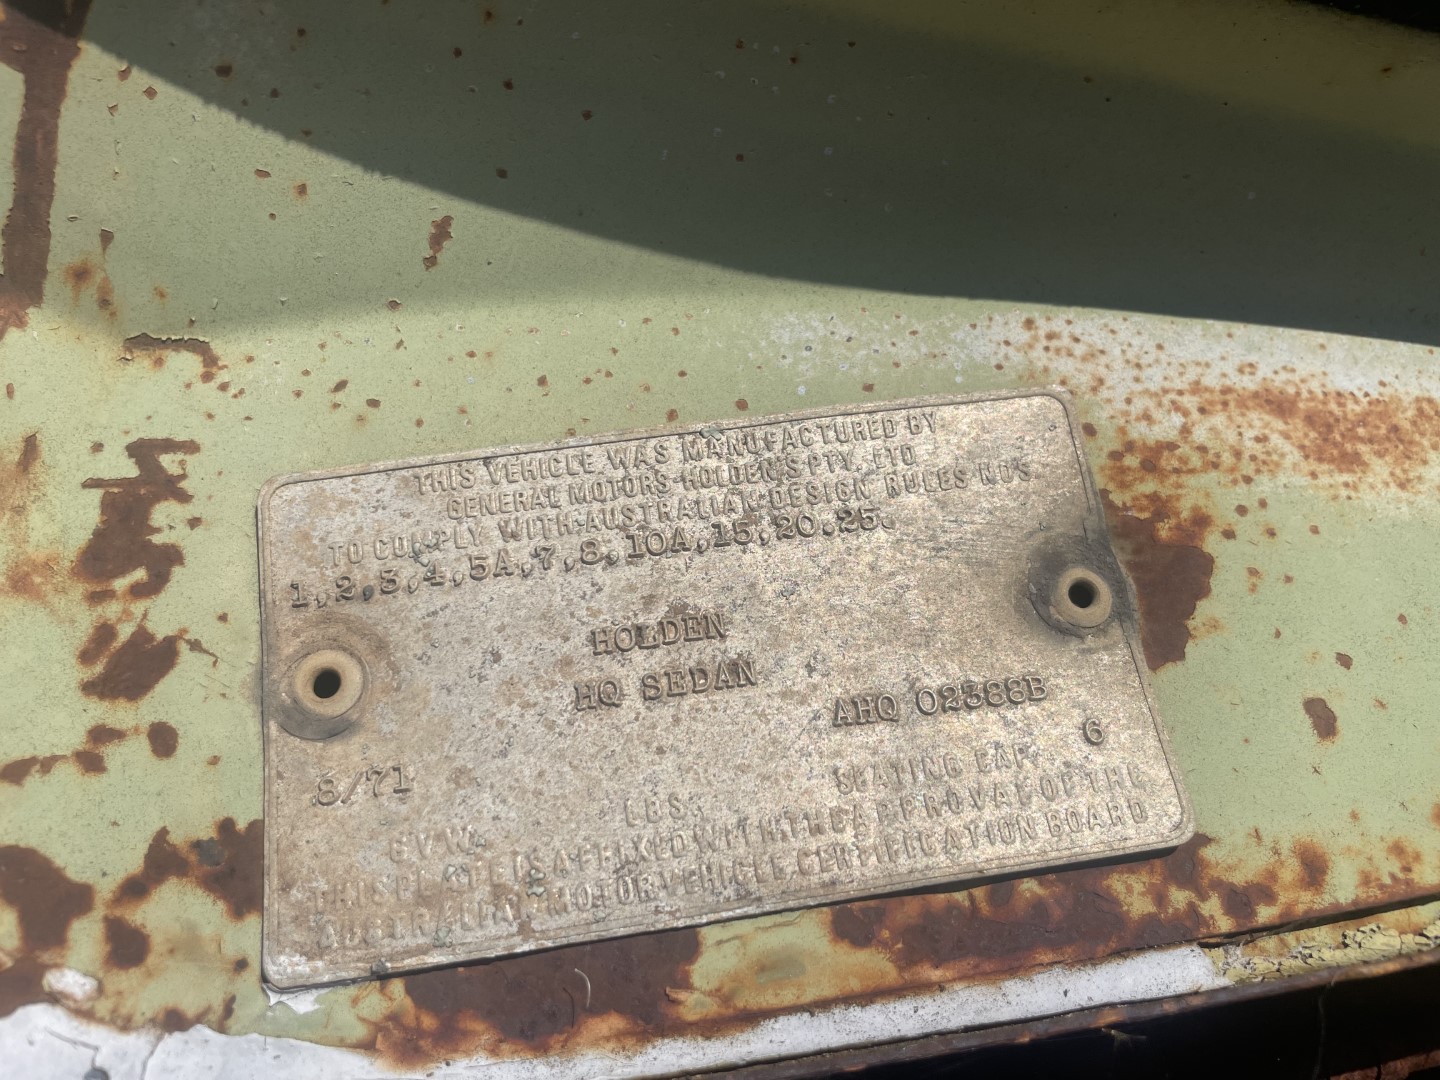 THIS VEHICLE WAS MANUFACTURED BY
GENERAL MOTORS-HOLDEN'S PTY. LTD
TO COMPLY WITH AUSTRALIAN DESIGN RULES NOS
1,2,3,4,5A,7,8,10A,15,20.25.
HOLDEN
HQ SEDAN
AHQ 02388B
8/71
SEATING CAP. 6
G.V.W. LBS.
THIS PLATE IS AFFIXED WITH THE APPROVAL OF THE
AUSTRALIAN MOTOR VEHICLE CERTIFICATION BOARD